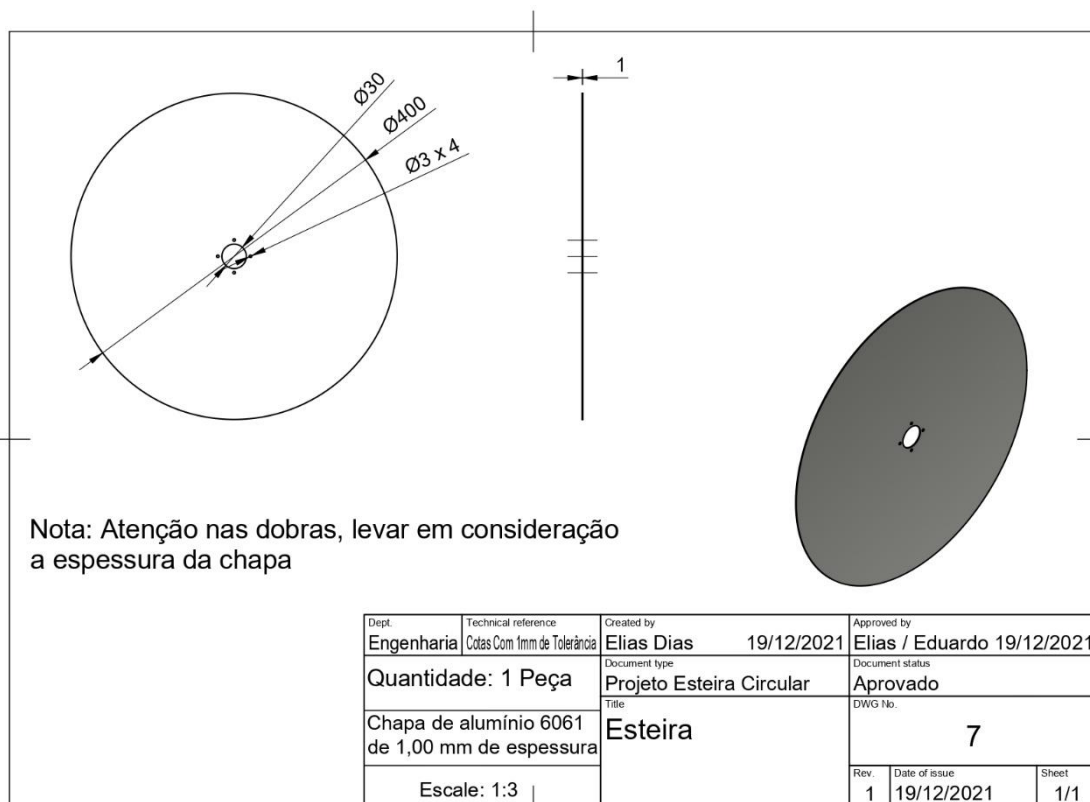 Ø30
Ø400
Ø3 x 4
1
Nota: Atenção nas dobras, levar em consideração
a espessura da chapa
Dept.
Engenharia
Technical reference
Cotas Com 1mm de Tolerância
Created by
Elias Dias 19/12/2021
Approved by
Elias / Eduardo 19/12/2021
Quantidade: 1 Peça
Document type
Projeto Esteira Circular
Document status
Aprovado
Chapa de alumínio 6061
de 1,00 mm de espessura
Title
Esteira
DWG No.
7
Escale: 1:3
Rev.
1
Date of issue
19/12/2021
Sheet
1/1